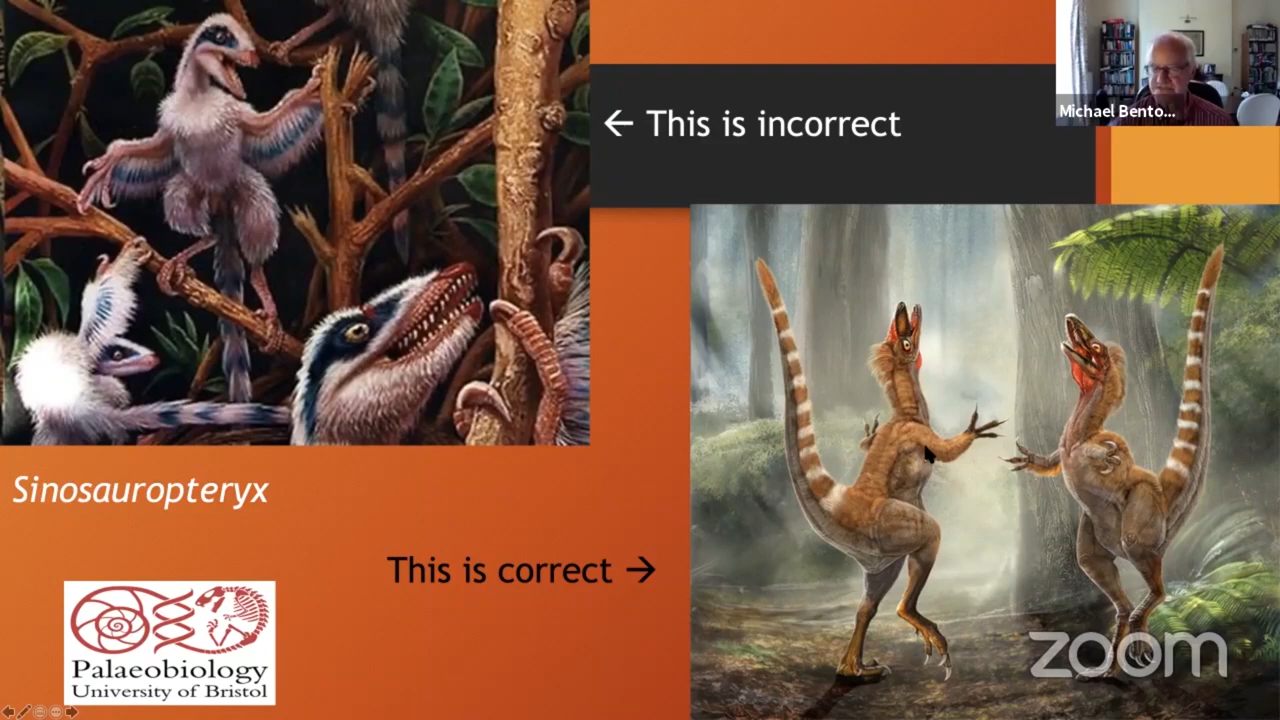 ← This is incorrect
Michael Bento...
Sinosauropteryx
This is correct →
Palaeobiology
University of Bristol
zoom